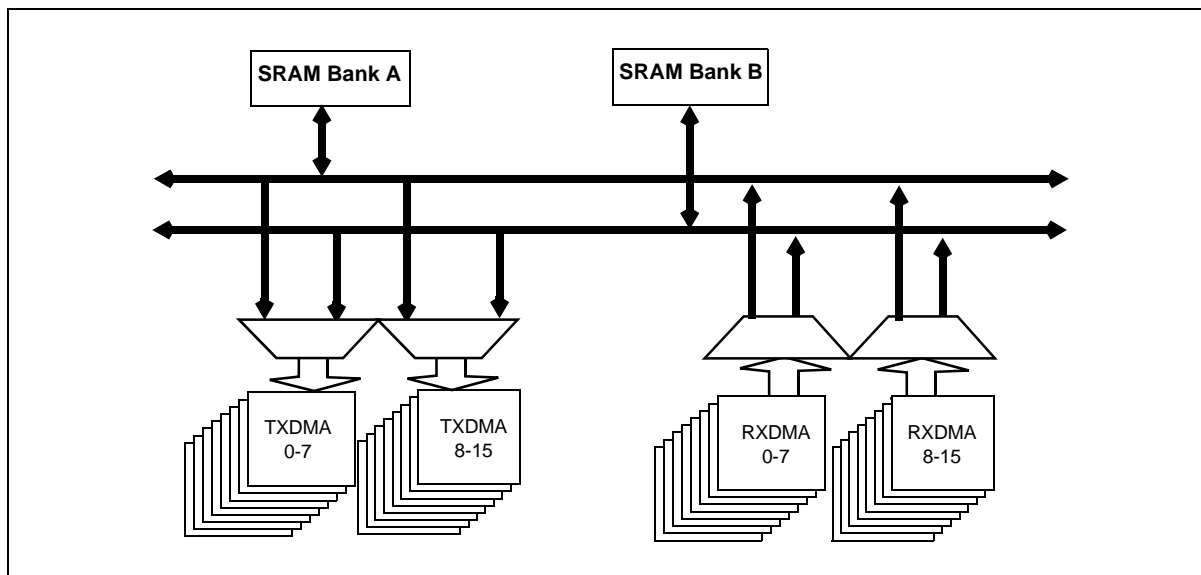 SRAM Bank A
SRAM Bank B
TXDMA
0-7
TXDMA
8-15
RXDMA
0-7
RXDMA
8-15